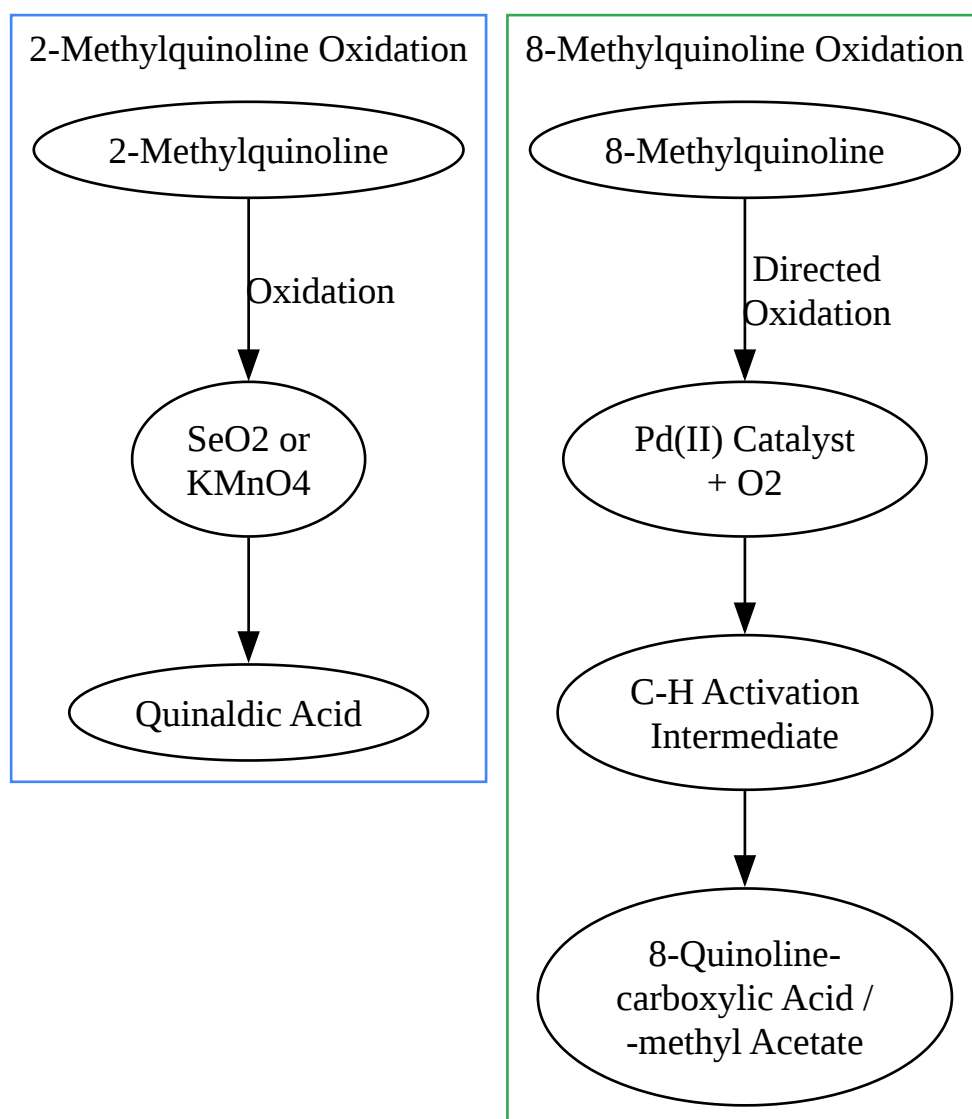 2-Methylquinoline Oxidation
2-Methylquinoline
Oxidation
SeO2 or
KMnO4
Quinaldic Acid
8-Methylquinoline Oxidation
8-Methylquinoline
Directed
Oxidation
Pd(II) Catalyst
+ O2
C-H Activation
Intermediate
8-Quinoline-
carboxylic Acid /
-methyl Acetate